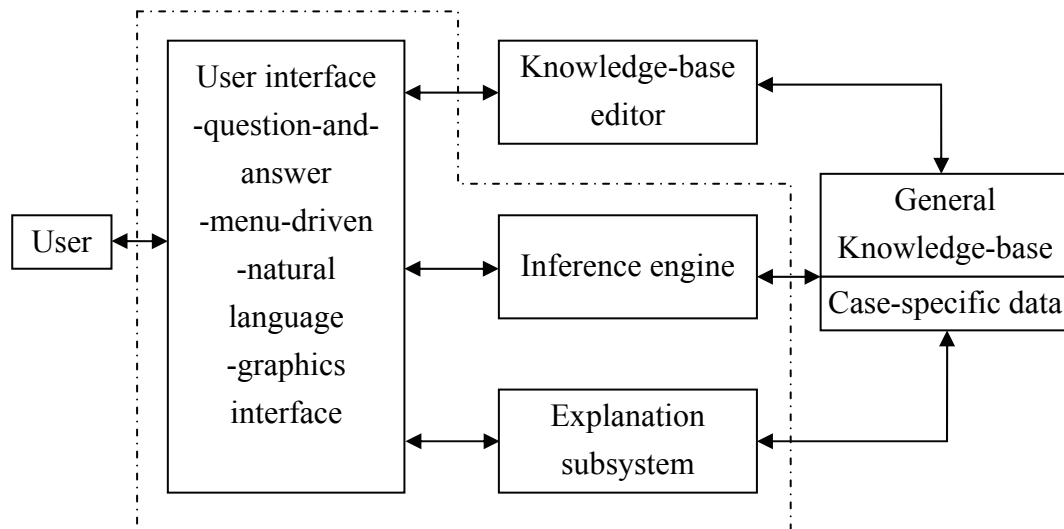 User
User interface
-question-and-
answer
-menu-driven
-natural
language
-graphics
interface
Knowledge-base
editor
Inference engine
Explanation
subsystem
General
Knowledge-base
Case-specific data